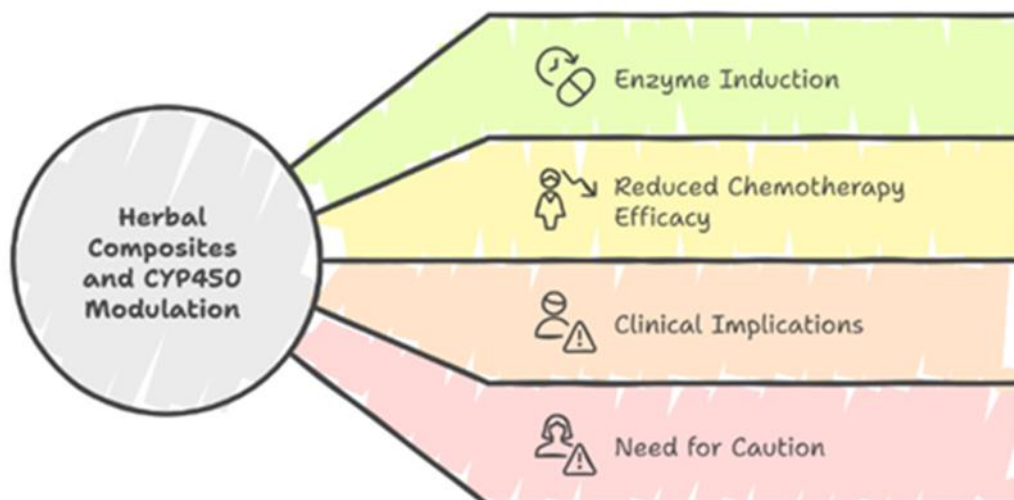 Herbal
Composites
and CYP450
Modulation
Enzyme Induction
Reduced Chemotherapy
Efficacy
Clinical Implications
Need for Caution